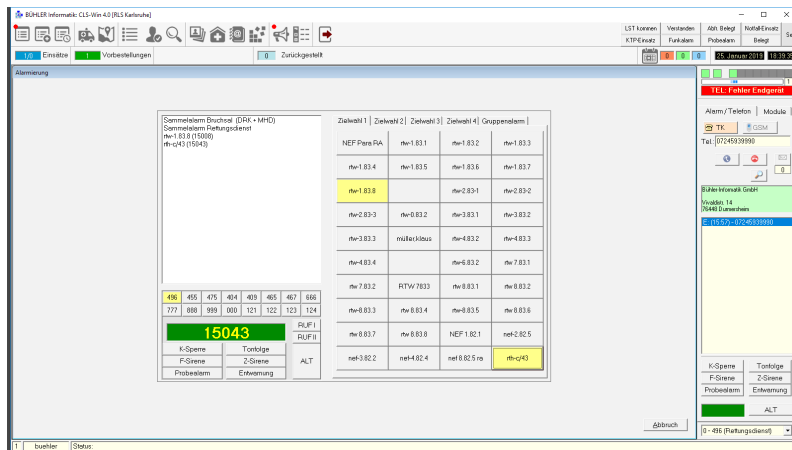 BÜHLER Informatik: CLS-Win 4.0 [RLS Karlsruhe]
LST kommen Verstanden Abh. Belegt Notfall-Einsatz
KTP-Einsatz Funkalarm Probealarm Belegt
1/0 Einsätze 1 Vorbestellungen 0 Zurückgestellt 0 0 0 25. Januar 2019 18:39:39
Alarmierung
Sammelalarm Bruchsal (DRK + MHD)
Sammelalarm Rettungsdienst
rtw-1.83.8 (15008)
rth-c/43 (15043)
496 455 475 404 409 465 467 666
777 888 999 000 121 122 123 124
15043 RUF I
RUF II
K-Sperre Tonfolge
F-Sirene Z-Sirene ALT
Probealarm Entwarnung
Zielwahl 1 Zielwahl 2 Zielwahl 3 Zielwahl 4 Gruppenalarm
NEF Para RA rtw-1.83.1 rtw-1.83.2 rtw-1.83.3
rtw-1.83.4 rtw-1.83.5 rtw-1.83.6 rtw-1.83.7
rtw-1.83.8 rtw-2.83-1 rtw-2.83-2
rtw-2.83-3 rtw-0.83.2 rtw-3.83.1 rtw-3.83.2
rtw-3.83.3 müller,klaus rtw-4.83.2 rtw-4.83.3
rtw-4.83.4 rtw-6.83.2 rtw 7.83.1
rtw 7.83.2 RTW 7833 rtw 8.83.1 rtw 8.83.2
rtw-8.83.3 rtw 8.83.4 rtw-8.83.5 rtw 8.83.6
rtw 8.83.7 rtw 8.83.8 NEF 1.82.1 nef-2.82.5
nef-3.82.2 nef-4.82.4 nef 8.82.5 ra rth-c/43
Abbruch
1
TEL: Fehler Endgerät
Alarm / Telefon Module
TK GSM
Tel.: 07245939990
0
Bühler Informatik GmbH
Vivaldistr. 14
76448 Durmersheim
E: (15:57) - 07245939990
K-Sperre Tonfolge
F-Sirene Z-Sirene
Probealarm Entwarnung
ALT
0 - 496 (Rettungsdienst)
1 buehler Status: